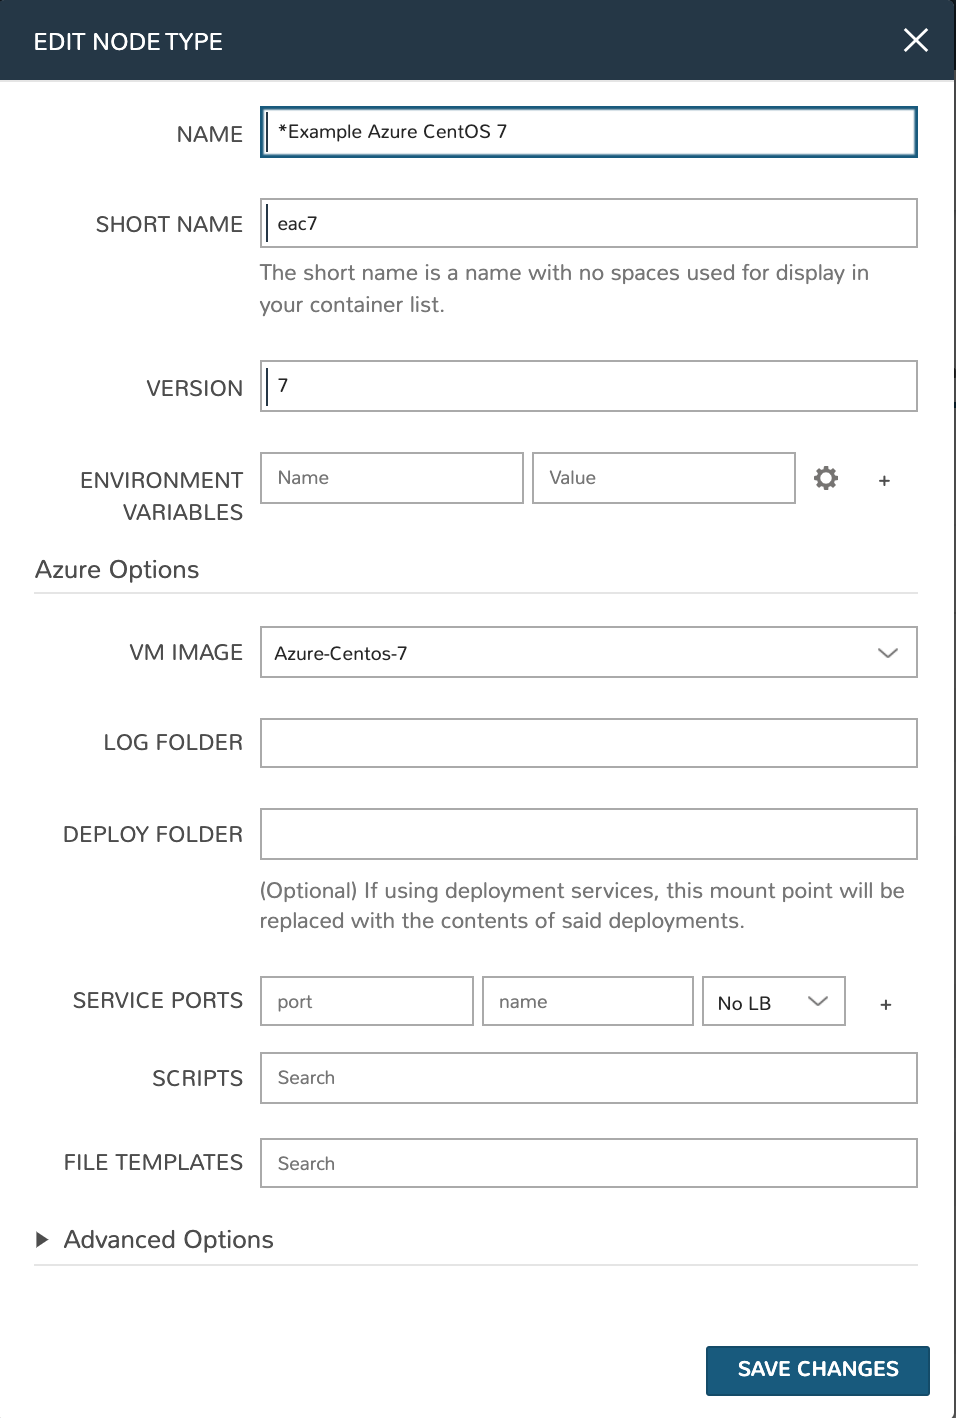 EDIT NODE TYPE
NAME
*Example Azure CentOS 7
SHORT NAME
eac7
The short name is a name with no spaces used for display in
your container list.
VERSION
7
ENVIRONMENT
VARIABLES
Name
Value
+
Azure Options
VM IMAGE
Azure-Centos-7
LOG FOLDER
DEPLOY FOLDER
(Optional) If using deployment services, this mount point will be
replaced with the contents of said deployments.
SERVICE PORTS
port
name
No LB
+
SCRIPTS
Search
FILE TEMPLATES
Search
Advanced Options
SAVE CHANGES